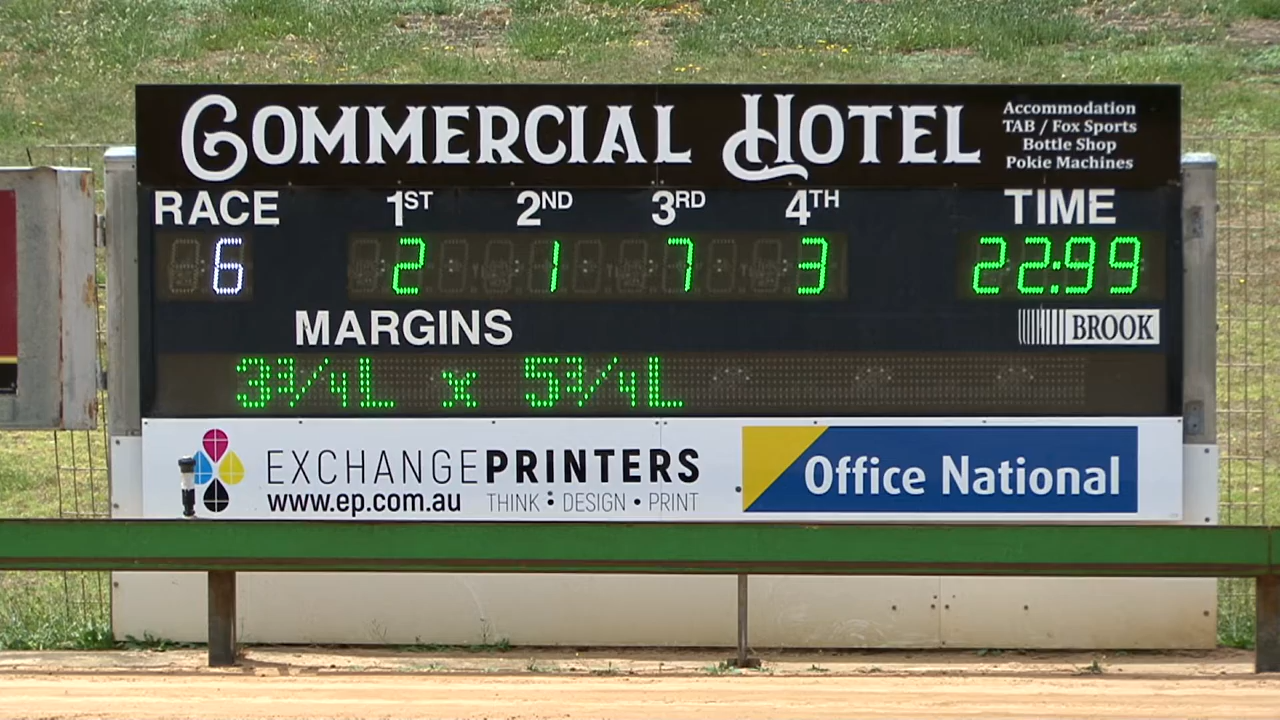 COMMERCIAL HOTEL
Accommodation
TAB / Fox Sports
Bottle Shop
Pokie Machines
RACE 1ST 2ND 3RD 4TH TIME
6 2 1 7 3 22:99
MARGINS
BROOK
3¾L x 5¾L
EXCHANGEPRINTERS
www.ep.com.au THINK • DESIGN • PRINT
Office National